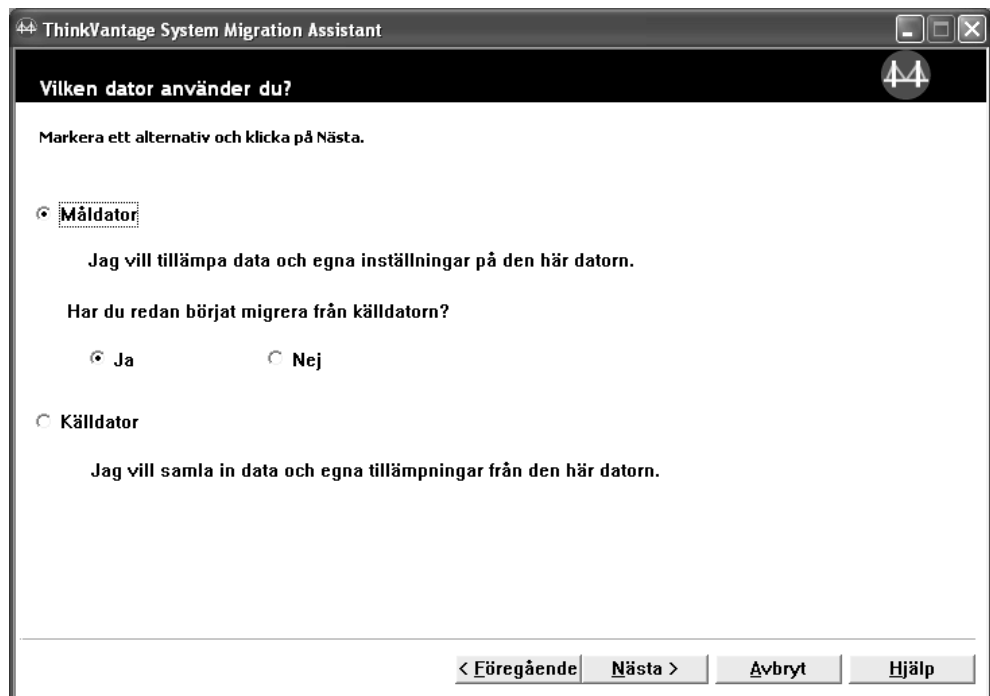 ThinkVantage System Migration Assistant
Vilken dator använder du?
Markera ett alternativ och klicka på Nästa.
Måldator
Jag vill tillämpa data och egna inställningar på den här datorn.
Har du redan börjat migrera från källdatorn?
Ja Nej
Källdator
Jag vill samla in data och egna tillämpningar från den här datorn.
< Föregående Nästa > Avbryt Hjälp